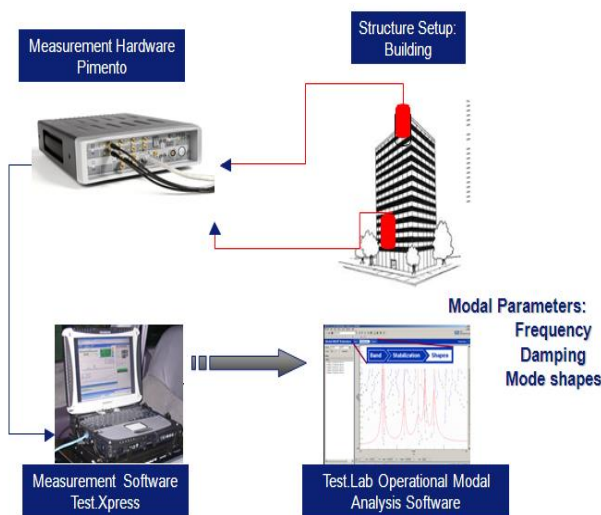 Measurement Hardware
Pimento
Structure Setup:
Building
Modal Parameters:
Frequency
Damping
Mode shapes
Band
Stabilization
Shapes
Measurement Software
Test.Xpress
Test.Lab Operational Modal
Analysis Software